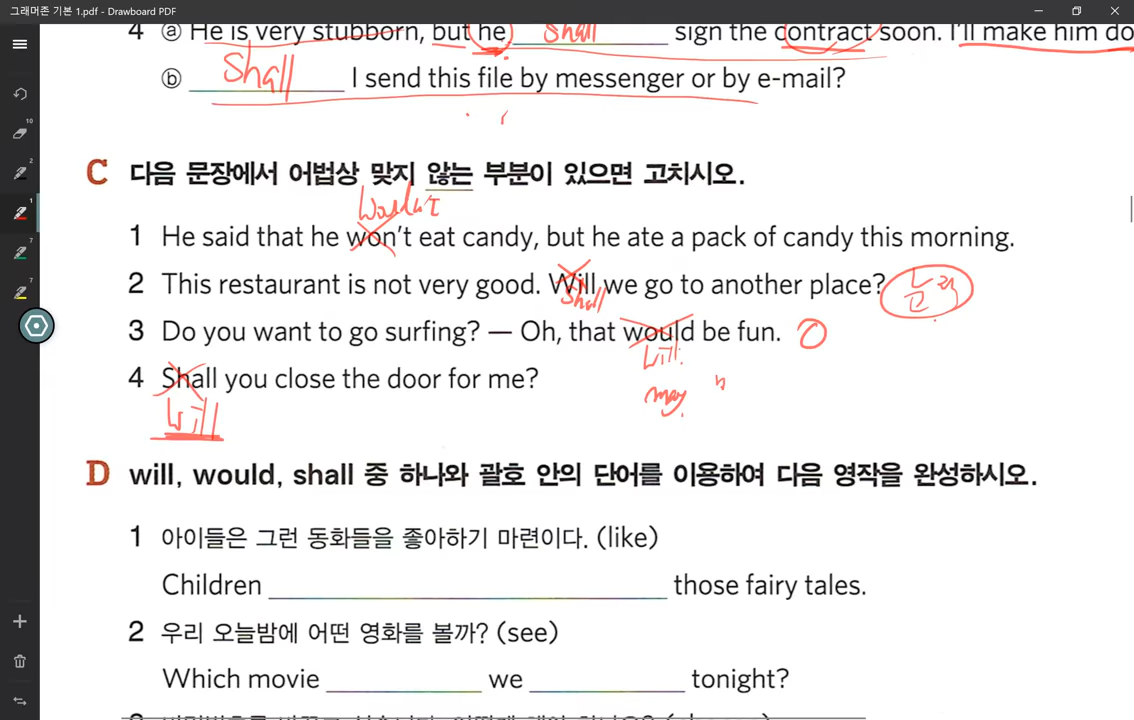 그래머존 기본 1.pdf - Drawboard PDF
4 ⓐ He is very stubborn, but he Shall sign the contract soon. I'll make him do
ⓑ Shall I send this file by messenger or by e-mail?
C 다음 문장에서 어법상 맞지 않는 부분이 있으면 고치시오.
1 He said that he won't eat candy, but he ate a pack of candy this morning.
2 This restaurant is not very good. Will we go to another place?
Shall
3 Do you want to go surfing? — Oh, that would be fun.
will
4 Shall you close the door for me?
may
will
D will, would, shall 중 하나와 괄호 안의 단어를 이용하여 다음 영작을 완성하시오.
1 아이들은 그런 동화들을 좋아하기 마련이다. (like)
Children those fairy tales.
2 우리 오늘밤에 어떤 영화를 볼까? (see)
Which movie we tonight?